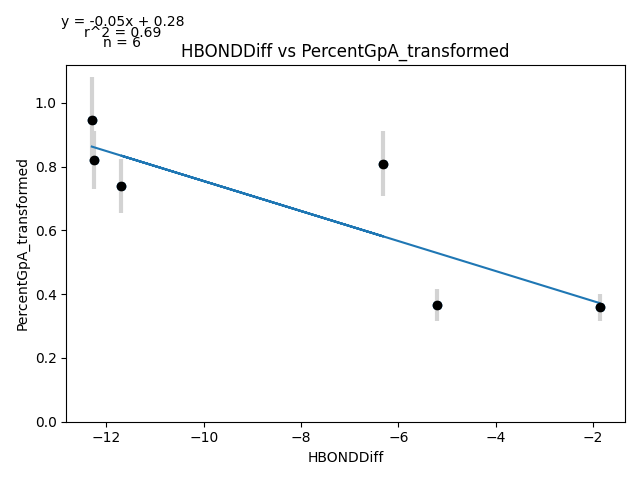 y = -0.05x + 0.28
r^2 = 0.69
n = 6
HBONDDiff vs PercentGpA_transformed
PercentGpA_transformed
1.0
0.8
0.6
0.4
0.2
0.0
−12
−10
−8
−6
−4
−2
HBONDDiff